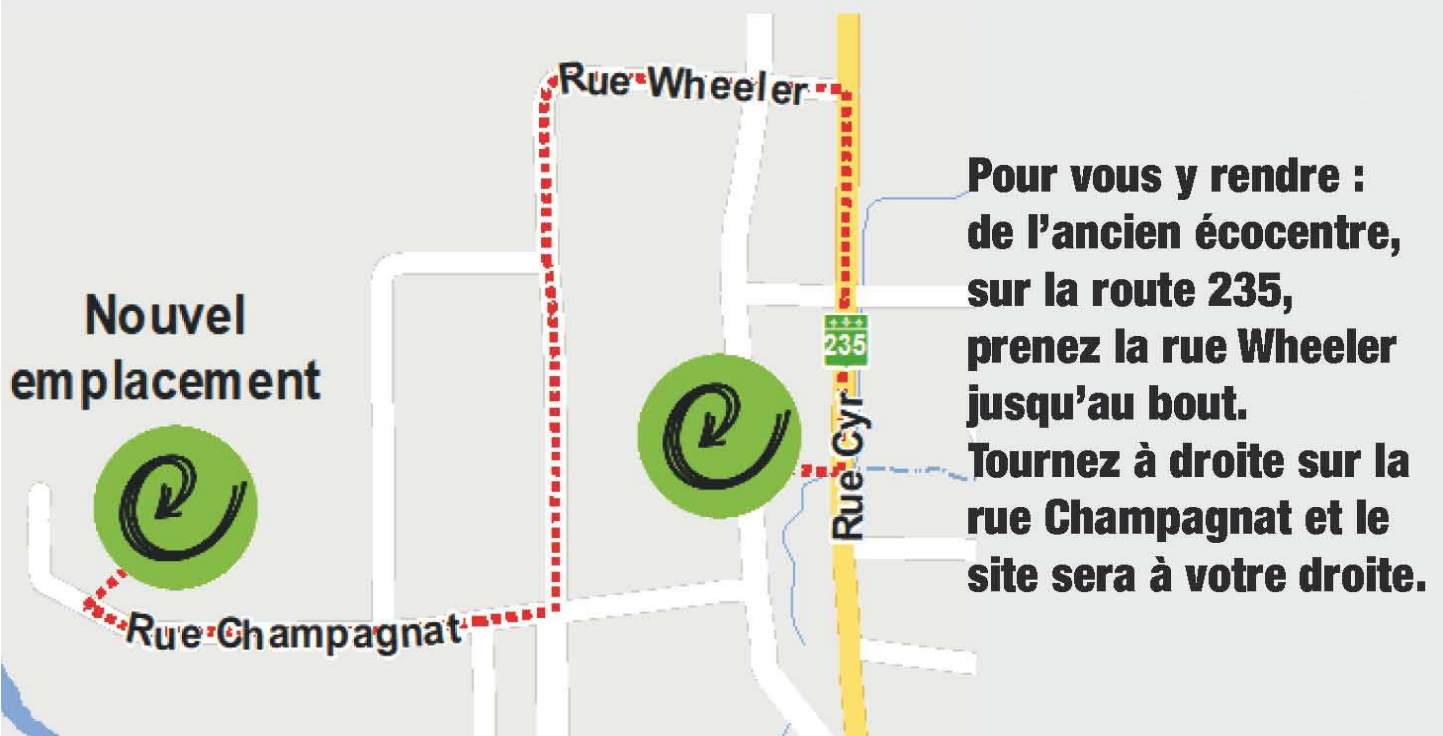 Rue Wheeler
Nouvel
emplacement
235
Rue Cyr
Rue Champagnat
Pour vous y rendre :
de l'ancien écocentre,
sur la route 235,
prenez la rue Wheeler
jusqu'au bout.
Tournez à droite sur la
rue Champagnat et le
site sera à votre droite.